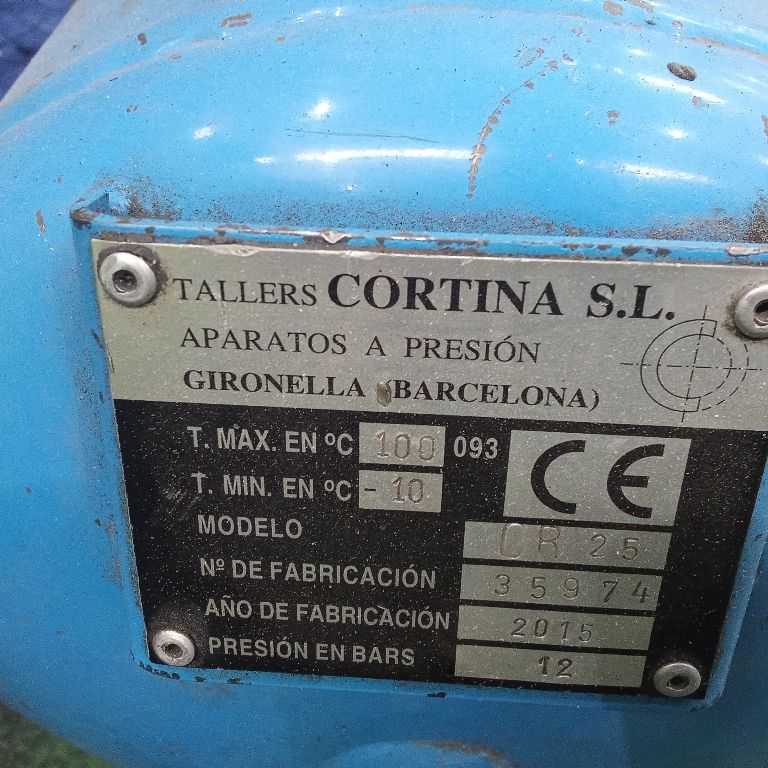 TALLERS CORTINA S.L.
APARATOS A PRESIÓN
GIRONELLA (BARCELONA)
T. MAX. EN ºC 100 093
T. MIN. EN ºC -10
CE
MODELO CR 25
Nº DE FABRICACIÓN 35974
AÑO DE FABRICACIÓN 2015
PRESIÓN EN BARS 12